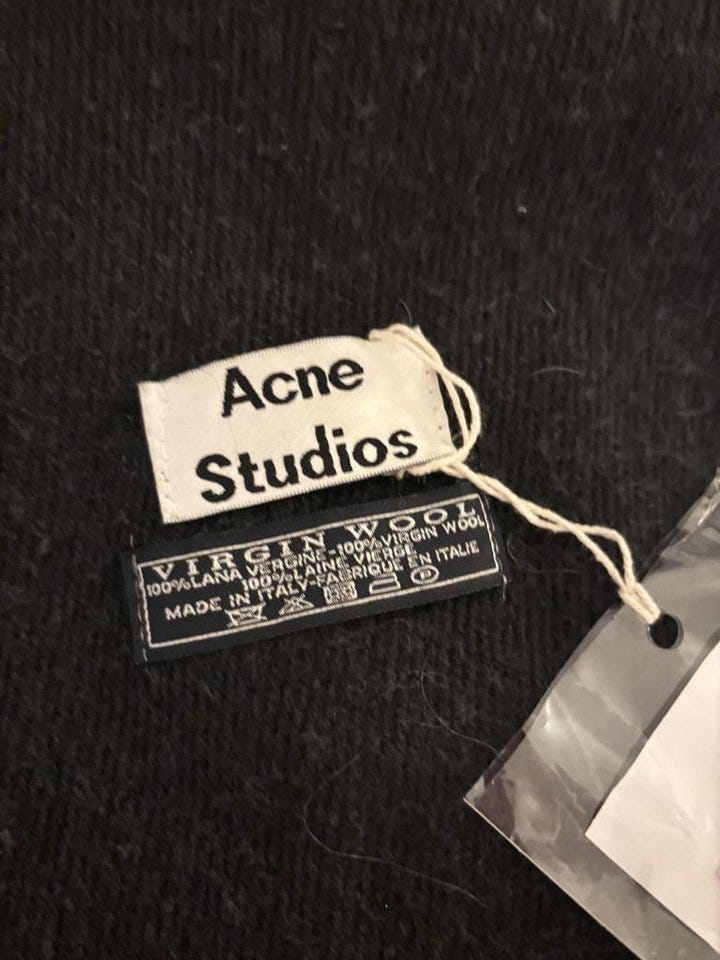 Acne
Studios
VIRGIN WOOL
100% LANA VERGINE-100% VIRGIN WOOL
100% LAINE VIERGE
MADE IN ITALY-FABRIQUE EN ITALIE
P